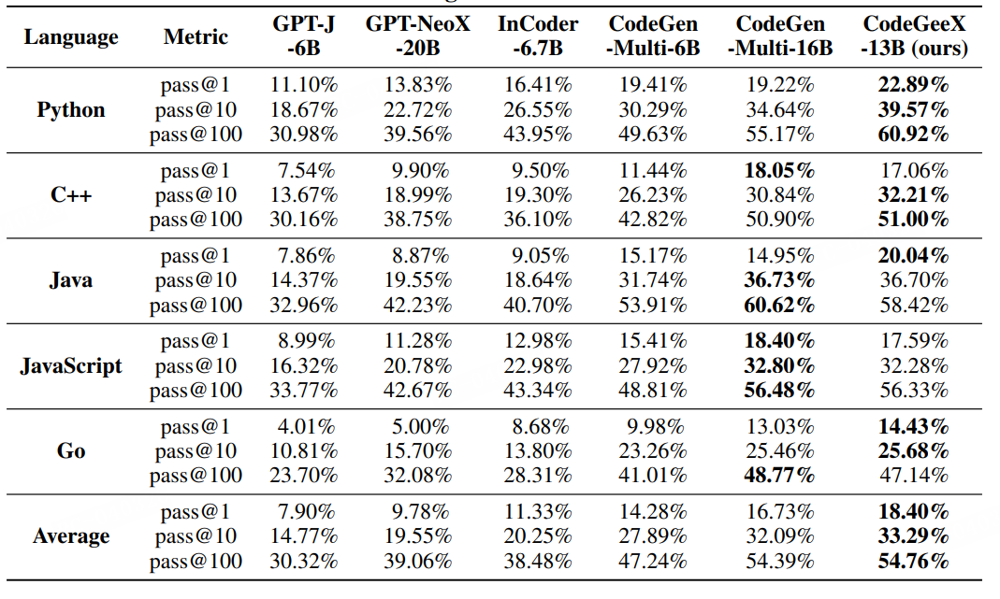 Language Metric GPT-J -6B GPT-NeoX -20B InCoder -6.7B CodeGen -Multi-6B CodeGen -Multi-16B CodeGeeX -13B (ours)
Python pass@1 11.10% 13.83% 16.41% 19.41% 19.22% 22.89%
pass@10 18.67% 22.72% 26.55% 30.29% 34.64% 39.57%
pass@100 30.98% 39.56% 43.95% 49.63% 55.17% 60.92%
C++ pass@1 7.54% 9.90% 9.50% 11.44% 18.05% 17.06%
pass@10 13.67% 18.99% 19.30% 26.23% 30.84% 32.21%
pass@100 30.16% 38.75% 36.10% 42.82% 50.90% 51.00%
Java pass@1 7.86% 8.87% 9.05% 15.17% 14.95% 20.04%
pass@10 14.37% 19.55% 18.64% 31.74% 36.73% 36.70%
pass@100 32.96% 42.23% 40.70% 53.91% 60.62% 58.42%
JavaScript pass@1 8.99% 11.28% 12.98% 15.41% 18.40% 17.59%
pass@10 16.32% 20.78% 22.98% 27.92% 32.80% 32.28%
pass@100 33.77% 42.67% 43.34% 48.81% 56.48% 56.33%
Go pass@1 4.01% 5.00% 8.68% 9.98% 13.03% 14.43%
pass@10 10.81% 15.70% 13.80% 23.26% 25.46% 25.68%
pass@100 23.70% 32.08% 28.31% 41.01% 48.77% 47.14%
Average pass@1 7.90% 9.78% 11.33% 14.28% 16.73% 18.40%
pass@10 14.77% 19.55% 20.25% 27.89% 32.09% 33.29%
pass@100 30.32% 39.06% 38.48% 47.24% 54.39% 54.76%